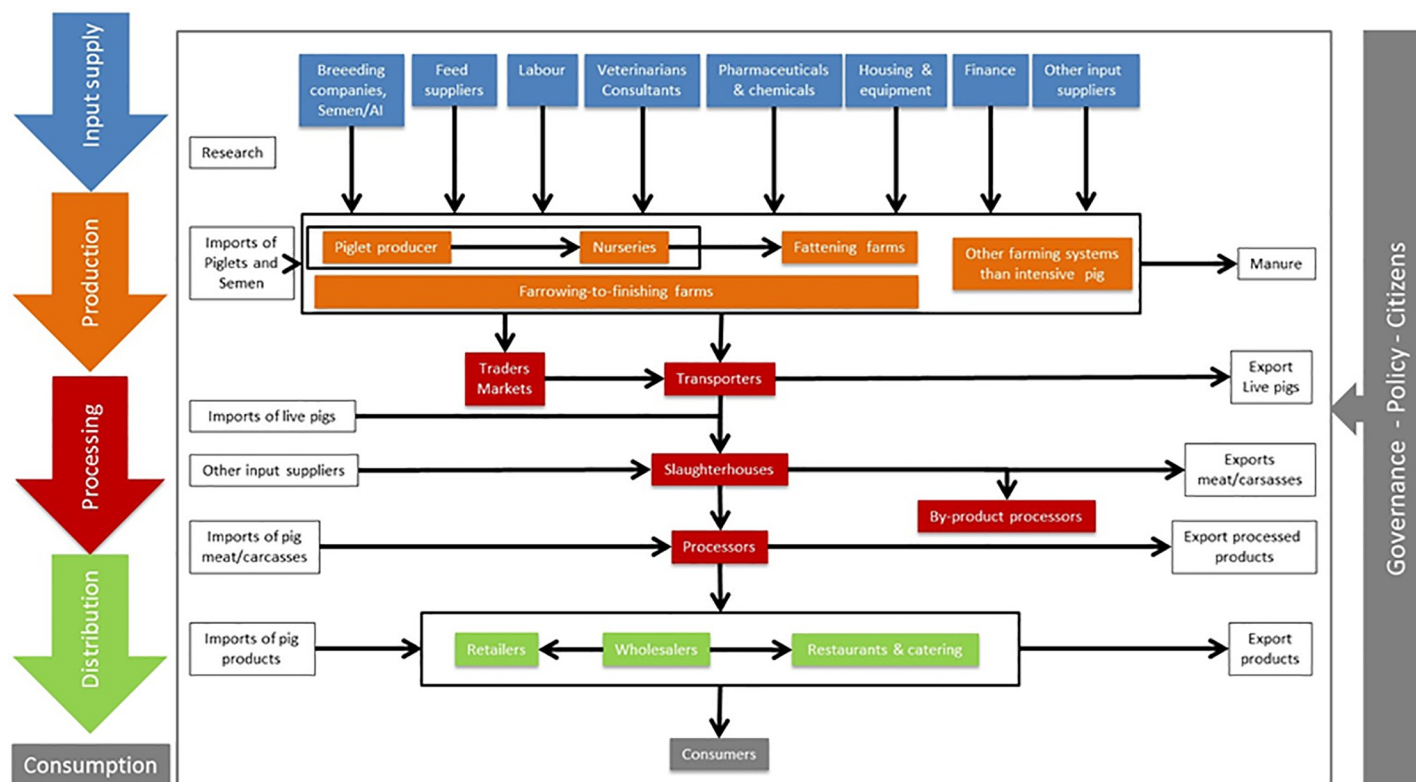 Input supply
Production
Processing
Distribution
Consumption
Breeeding
companies,
Semen/AI
Feed
suppliers
Labour
Veterinarians
Consultants
Pharmaceuticals
& chemicals
Housing &
equipment
Finance
Other input
suppliers
Research
Imports of
Piglets and
Semen
Piglet producer
Nurseries
Fattening farms
Other farming systems
than intensive pig
Farrowing-to-finishing farms
Manure
Traders
Markets
Transporters
Export
Live pigs
Imports of live pigs
Other input suppliers
Slaughterhouses
Exports
meat/carsasses
By-product processors
Imports of pig
meat/carcasses
Processors
Export processed
products
Imports of pig
products
Retailers
Wholesalers
Restaurants & catering
Export
products
Consumers
Governance - Policy - Citizens